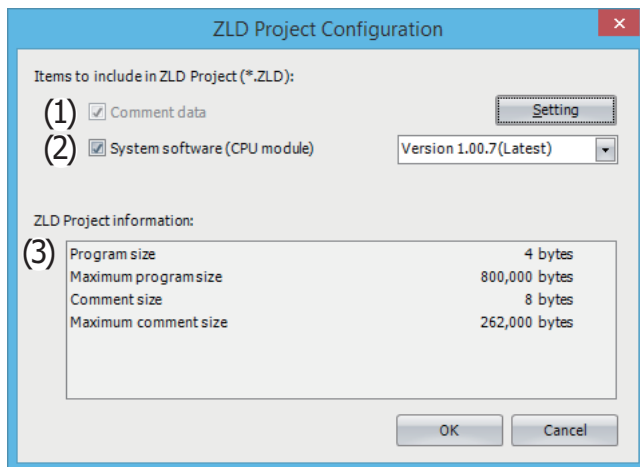 ZLD Project Configuration
Items to include in ZLD Project (*.ZLD):
(1) Comment data Setting
(2) System software (CPU module) Version 1.00.7(Latest)
ZLD Project information:
(3) Program size 4 bytes
Maximum program size 800,000 bytes
Comment size 8 bytes
Maximum comment size 262,000 bytes
OK Cancel